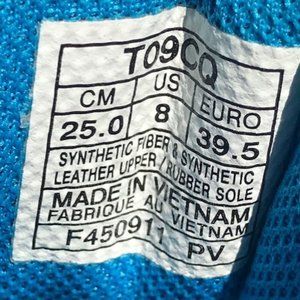 T09CQ
CM US EURO
25.0 8 39.5
SYNTHETIC FIBER & SYNTHETIC
LEATHER UPPER / RUBBER SOLE
MADE IN VIETNAM
FABRIQUE AU VIETNAM
F450911 PV